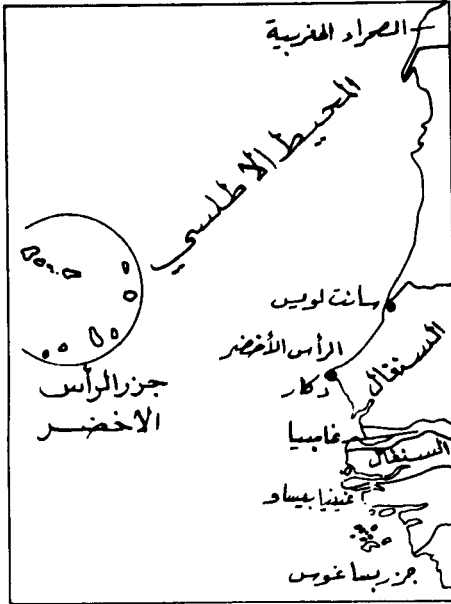 الصحراء المغربية
المحيط الاطلسي
سانت لويس
السنغال
الرأس الأخضر
دكار
جزر الرأس
الاخضر
غامبيا
السنغال
غينيا بيساو
جزر بساغوس